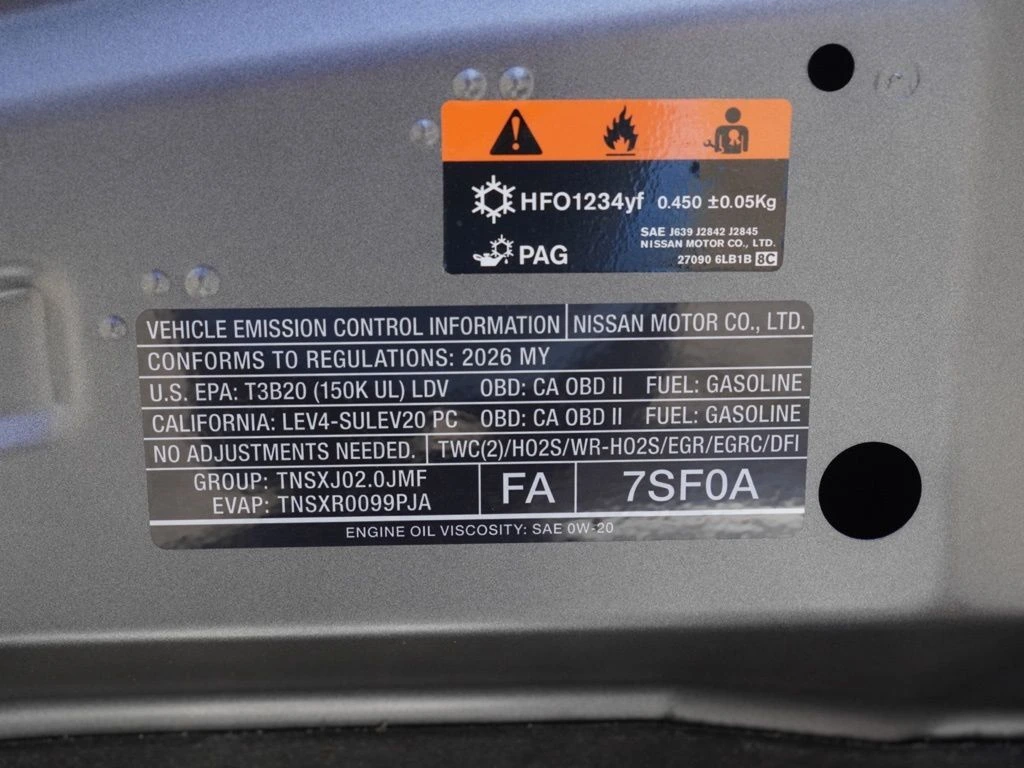 HFO1234yf 0.450 ±0.05Kg
SAE J639 J2842 J2845
NISSAN MOTOR CO., LTD.
PAG
27090 6LB1B 8C
VEHICLE EMISSION CONTROL INFORMATION NISSAN MOTOR CO., LTD.
CONFORMS TO REGULATIONS: 2026 MY
U.S. EPA: T3B20 (150K UL) LDV OBD: CA OBD II FUEL: GASOLINE
CALIFORNIA: LEV4-SULEV20 PC OBD: CA OBD II FUEL: GASOLINE
NO ADJUSTMENTS NEEDED. TWC(2)/HO2S/WR-HO2S/EGR/EGRC/DFI
GROUP: TNSXJ02.0JMF
EVAP: TNSXR0099PJA
FA 7SF0A
ENGINE OIL VISCOSITY: SAE 0W-20